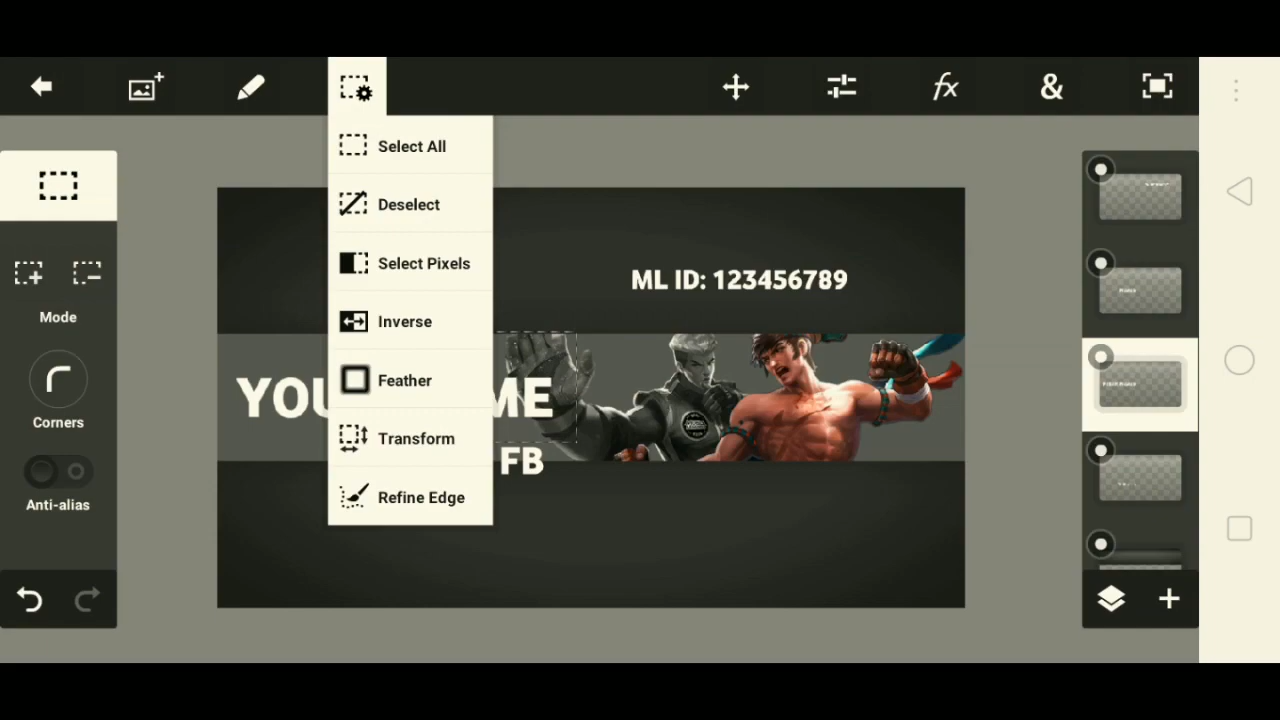 fx
&
Select All
Deselect
Select Pixels
Inverse
Feather
Transform
Refine Edge
Mode
Corners
Anti-alias
ML ID: 123456789
YOU
ME
FB